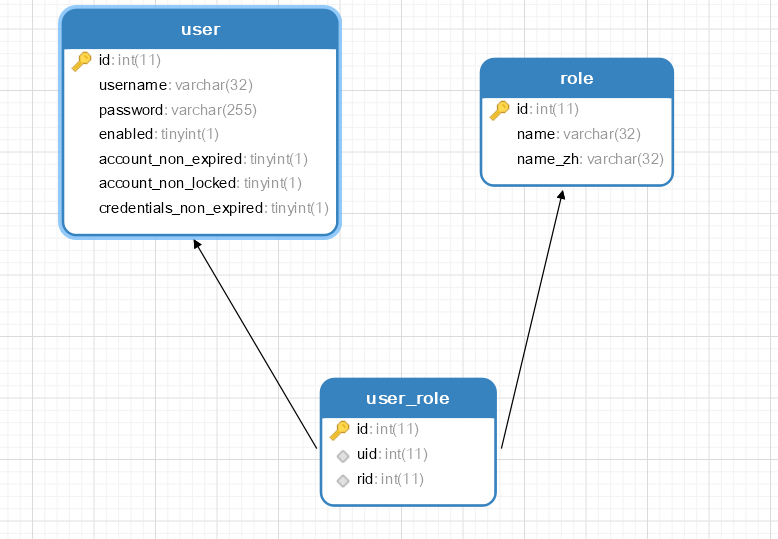 user
id: int(11)
username: varchar(32)
password: varchar(255)
enabled: tinyint(1)
account_non_expired: tinyint(1)
account_non_locked: tinyint(1)
credentials_non_expired: tinyint(1)
role
id: int(11)
name: varchar(32)
name_zh: varchar(32)
user_role
id: int(11)
uid: int(11)
rid: int(11)